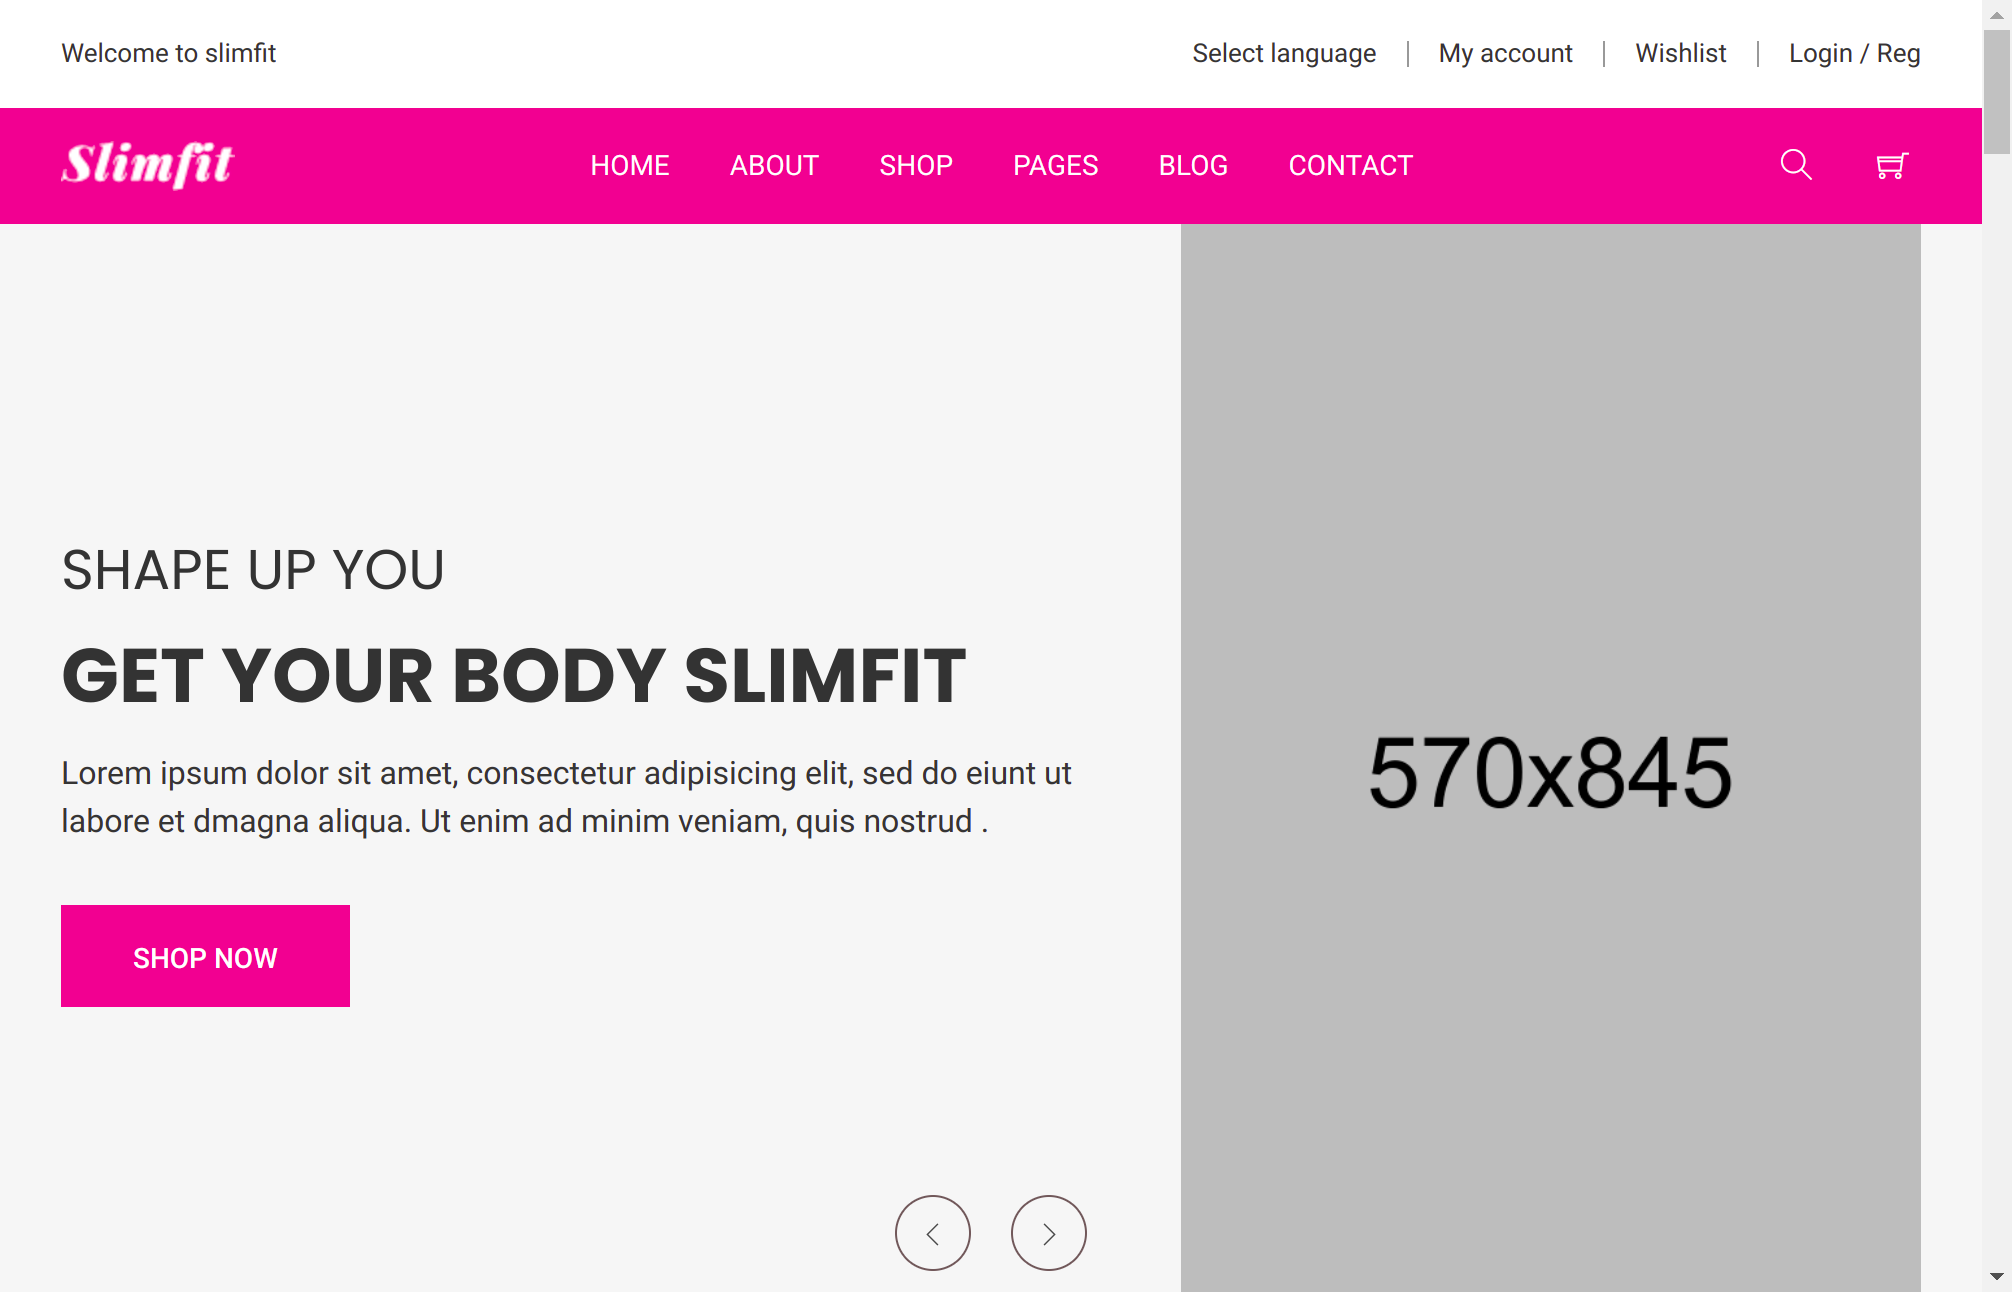 Welcome to slimfit
Select language
My account
Wishlist
Login / Reg
Slimfit
HOME
ABOUT
SHOP
PAGES
BLOG
CONTACT
SHAPE UP YOU
GET YOUR BODY SLIMFIT
Lorem ipsum dolor sit amet, consectetur adipisicing elit, sed do eiunt ut
labore et dmagna aliqua. Ut enim ad minim veniam, quis nostrud .
570x845
SHOP NOW